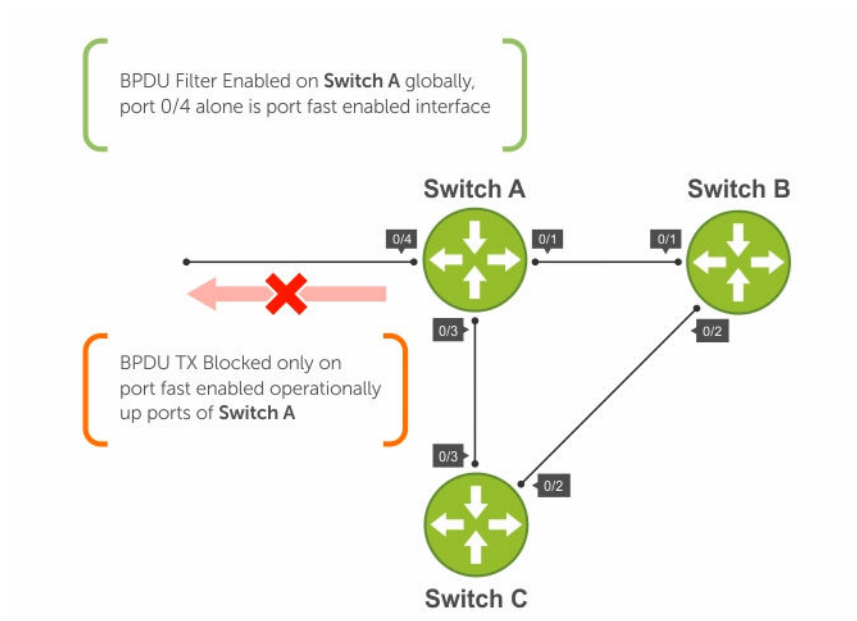 BPDU Filter Enabled on Switch A globally,
port 0/4 alone is port fast enabled interface
Switch A
Switch B
0/4
0/1
0/1
0/3
0/2
BPDU TX Blocked only on
port fast enabled operationally
up ports of Switch A
0/3
0/2
Switch C